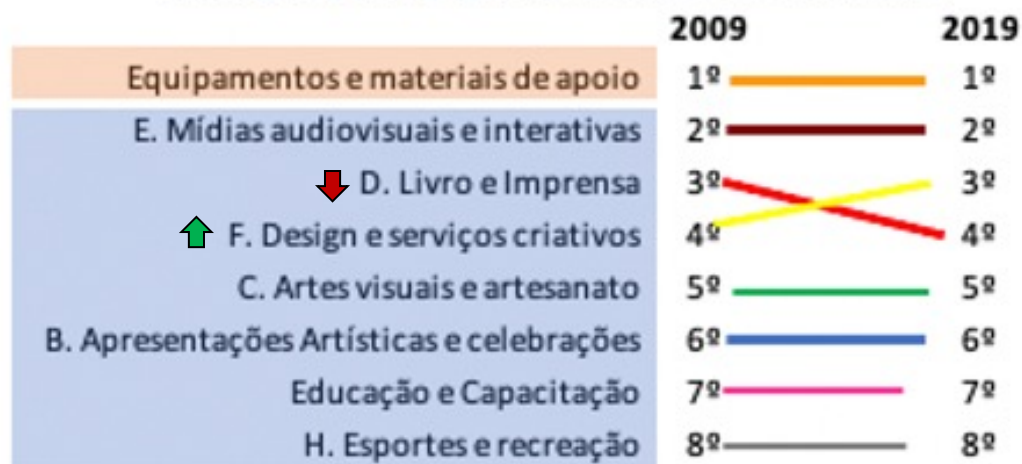 2009 2019
Equipamentos e materiais de apoio 1º 1º
E. Mídias audiovisuais e interativas 2º 2º
D. Livro e Imprensa 3º 3º
F. Design e serviços criativos 4º 4º
C. Artes visuais e artesanato 5º 5º
B. Apresentações Artísticas e celebrações 6º 6º
Educação e Capacitação 7º 7º
H. Esportes e recreação 8º 8º